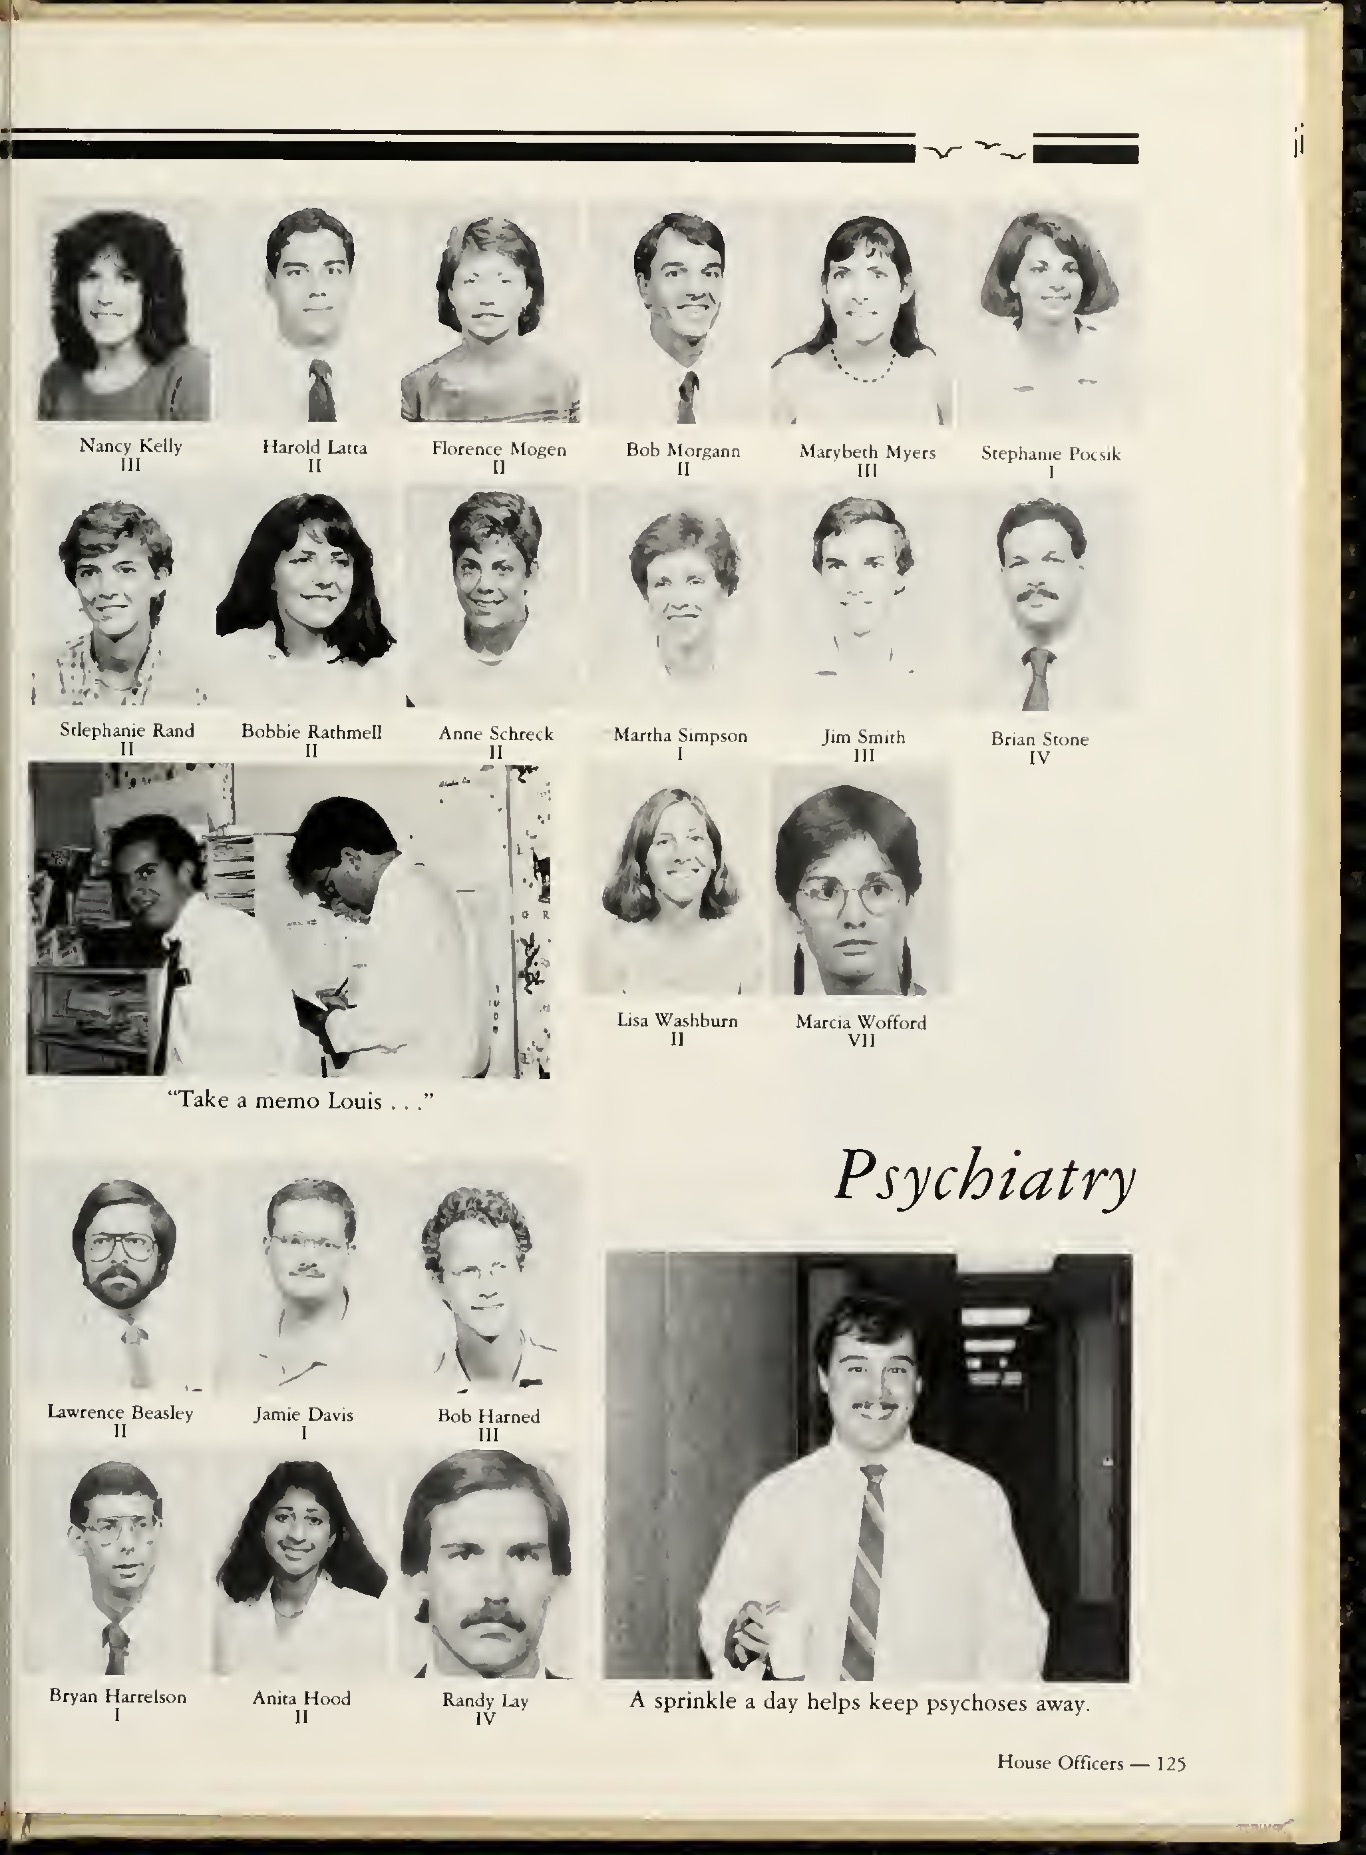 Nancy Kelly
III
Harold Latta
II
Florence Mogen
II
Bob Morgann
II
Marybeth Myers
III
Stephanie Pocsik
I
Stlephanie Rand
II
Bobbie Rathmell
II
Anne Schreck
II
Martha Simpson
I
Jim Smith
III
Brian Stone
IV
Lisa Washburn
II
Marcia Wofford
VII
"Take a memo Louis . . ."
Psychiatry
Lawrence Beasley
II
Jamie Davis
I
Bob Harned
III
Bryan Harrelson
I
Anita Hood
II
Randy Lay
IV
A sprinkle a day helps keep psychoses away.
House Officers — 125